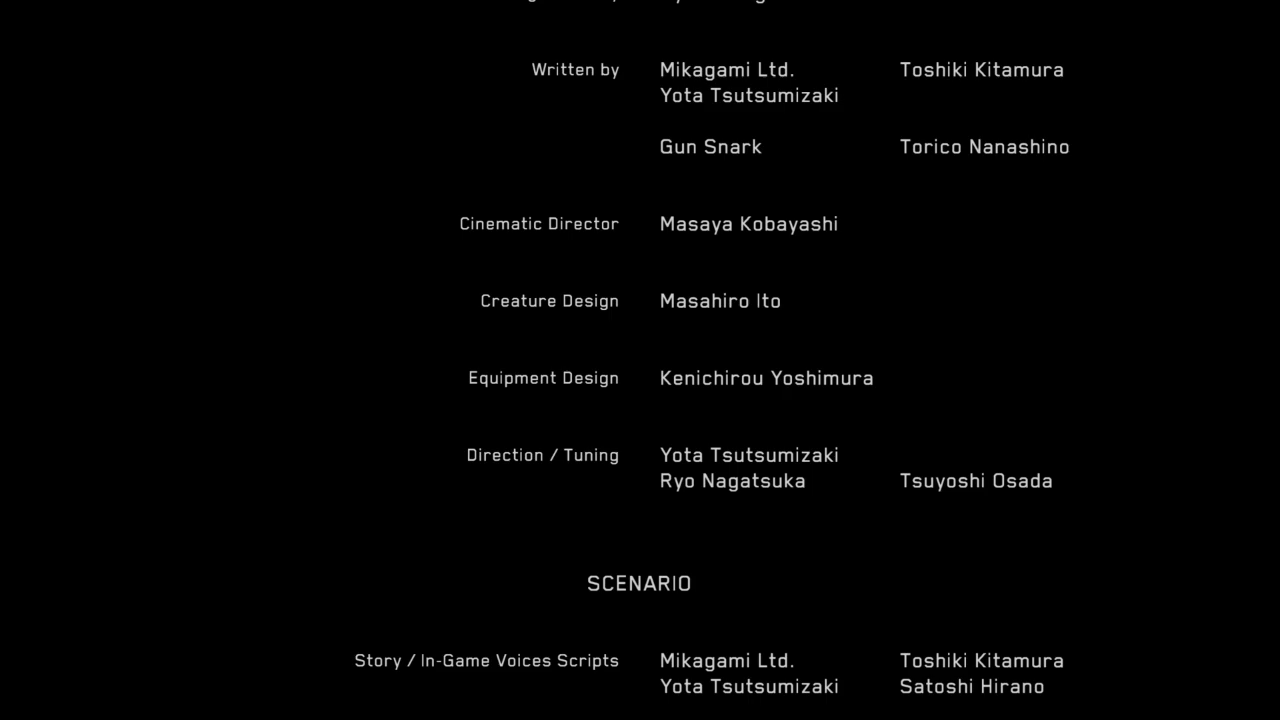 Written by Mikagami Ltd. Toshiki Kitamura
Yota Tsutsumizaki
Gun Snark Torico Nanashino
Cinematic Director Masaya Kobayashi
Creature Design Masahiro Ito
Equipment Design Kenichirou Yoshimura
Direction / Tuning Yota Tsutsumizaki
Ryo Nagatsuka Tsuyoshi Osada
SCENARIO
Story / In-Game Voices Scripts Mikagami Ltd. Toshiki Kitamura
Yota Tsutsumizaki Satoshi Hirano